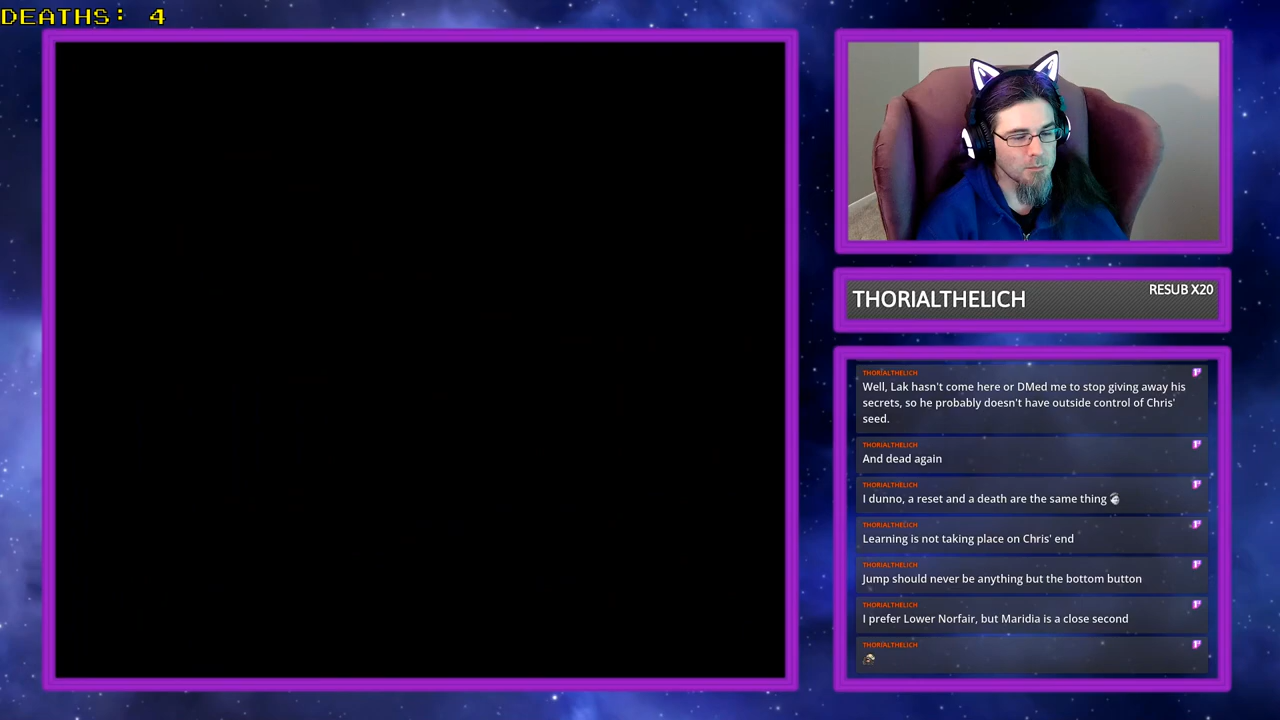 DEATHS: 4
THORIALTHELICH
RESUB X20
THORIALTHELICH
Well, Lak hasn't come here or DMed me to stop giving away his
secrets, so he probably doesn't have outside control of Chris'
seed.
THORIALTHELICH
And dead again
THORIALTHELICH
I dunno, a reset and a death are the same thing
THORIALTHELICH
Learning is not taking place on Chris' end
THORIALTHELICH
Jump should never be anything but the bottom button
THORIALTHELICH
I prefer Lower Norfair, but Maridia is a close second
THORIALTHELICH